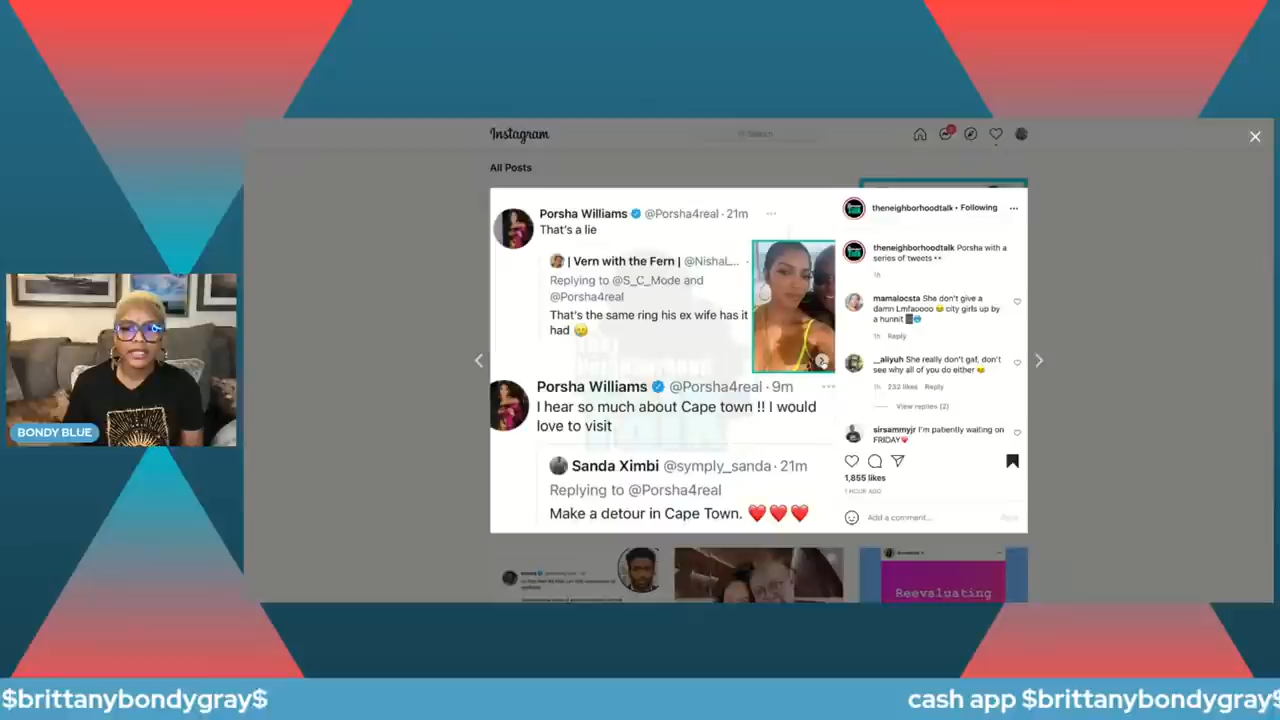 Instagram
Search
All Posts
Porsha Williams @Porsha4real · 21m
That's a lie
| Vern with the Fern | @NishaL...
Replying to @S_C_Mode and
@Porsha4real
That's the same ring his ex wife has it
had
Porsha Williams @Porsha4real · 9m
I hear so much about Cape town !! I would
love to visit
Sanda Ximbi @symply_sanda · 21m
Replying to @Porsha4real
Make a detour in Cape Town. ❤️❤️❤️
theneighborhoodtalk • Following
theneighborhoodtalk Porsha with a
series of tweets 👀
1h
mamalocsta She don't give a
damn Lmfaoooo 😂 city girls up by
a hunnit
1h Reply
__aliyuh She really don't gaf, don't
see why all of you do either
1h 232 likes Reply
View replies (2)
sirsammyjr I'm patiently waiting on
FRIDAY
1,855 likes
1 HOUR AGO
Add a comment...
Post
Reevaluating
BONDY BLUE
$brittanybondygray$
cash app $brittanybondygray$